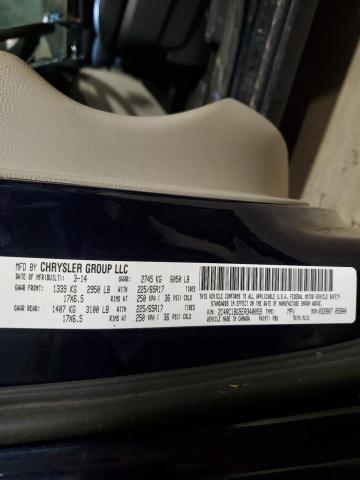 MFD BY CHRYSLER GROUP LLC
DATE OF MFR(BUILT): 3-14 GVWR: 2745 KG 6050 LB
GAWR FRONT: 1339 KG 2950 LB WITH 225/65R17 TIRES
17X6.5 RIMS AT 250 KPA ( 36 PSI) COLD
GAWR REAR: 1407 KG 3100 LB WITH 225/65R17 TIRES
17X6.5 RIMS AT 250 KPA ( 36 PSI) COLD
THIS VEHICLE CONFORMS TO ALL APPLICABLE U.S.A. FEDERAL MOTOR VEHICLE
SAFETY STANDARDS IN EFFECT ON THE DATE OF MANUFACTURE SHOWN ABOVE.
VIN: TYPE: MPV MDH:
PAINT: TRIM: